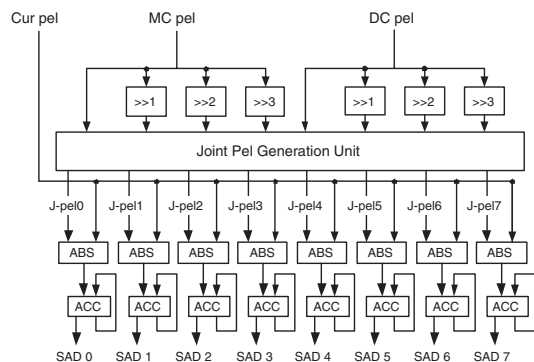 Cur pel MC pel DC pel
>>1 >>2 >>3 >>1 >>2 >>3
Joint Pel Generation Unit
J-pel0 J-pel1 J-pel2 J-pel3 J-pel4 J-pel5 J-pel6 J-pel7
ABS ABS ABS ABS ABS ABS ABS ABS
ACC ACC ACC ACC ACC ACC ACC ACC
SAD 0 SAD 1 SAD 2 SAD 3 SAD 4 SAD 5 SAD 6 SAD 7